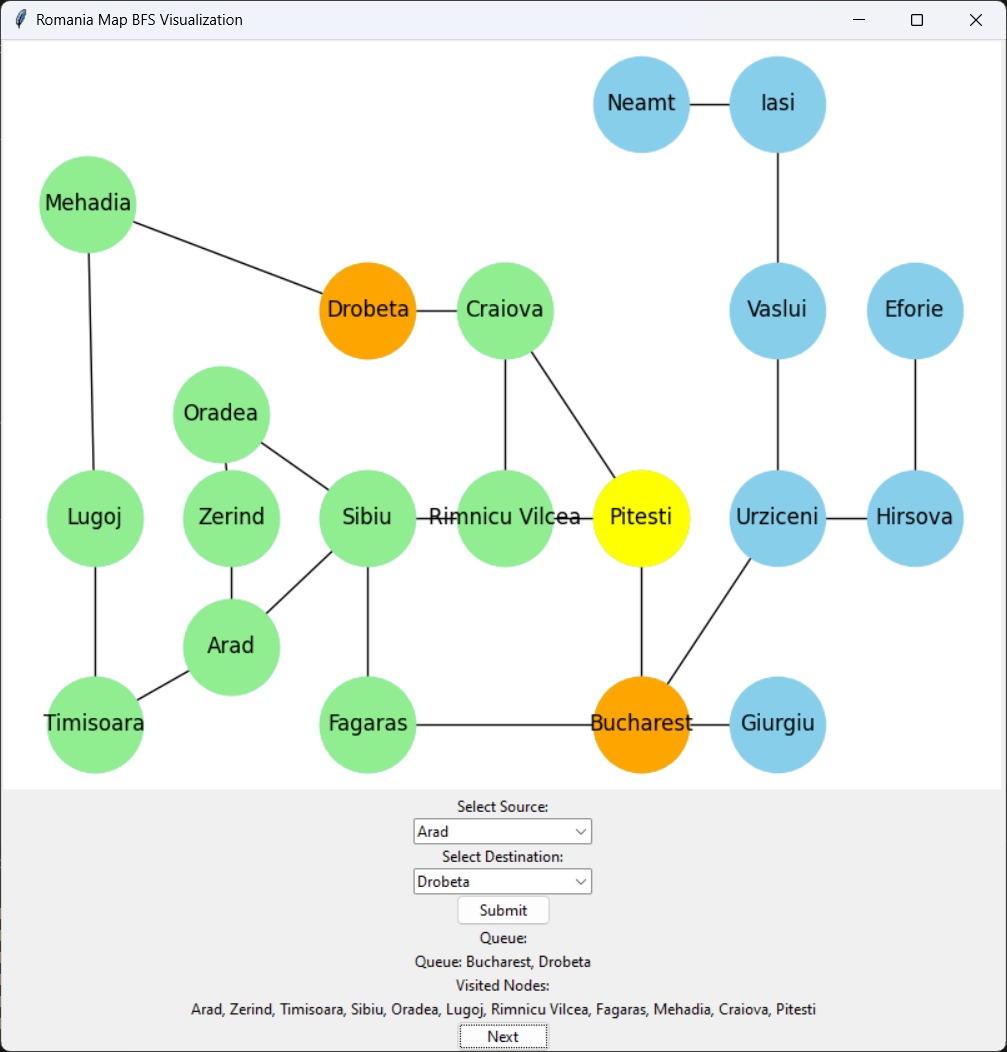 Romania Map BFS Visualization
Neamt
Iasi
Mehadia
Drobeta
Craiova
Vaslui
Eforie
Oradea
Lugoj
Zerind
Sibiu
Rimnicu Vilcea
Pitesti
Urziceni
Hirsova
Arad
Timisoara
Fagaras
Bucharest
Giurgiu
Select Source:
Arad
Select Destination:
Drobeta
Submit
Queue:
Queue: Bucharest, Drobeta
Visited Nodes:
Arad, Zerind, Timisoara, Sibiu, Oradea, Lugoj, Rimnicu Vilcea, Fagaras, Mehadia, Craiova, Pitesti
Next